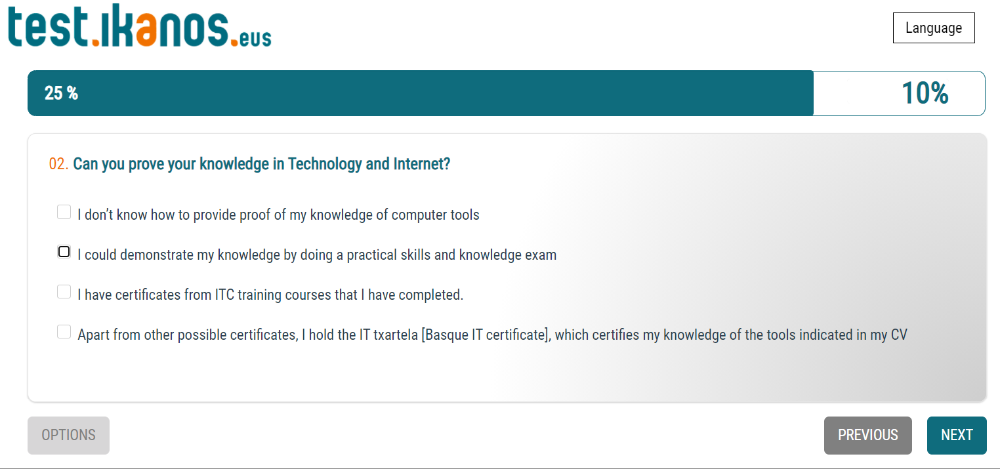 test.ikanos.eus
Language
25 %
10%
02. Can you prove your knowledge in Technology and Internet?
I don’t know how to provide proof of my knowledge of computer tools
I could demonstrate my knowledge by doing a practical skills and knowledge exam
I have certificates from ITC training courses that I have completed.
Apart from other possible certificates, I hold the IT txartela [Basque IT certificate], which certifies my knowledge of the tools indicated in my CV
OPTIONS
PREVIOUS
NEXT